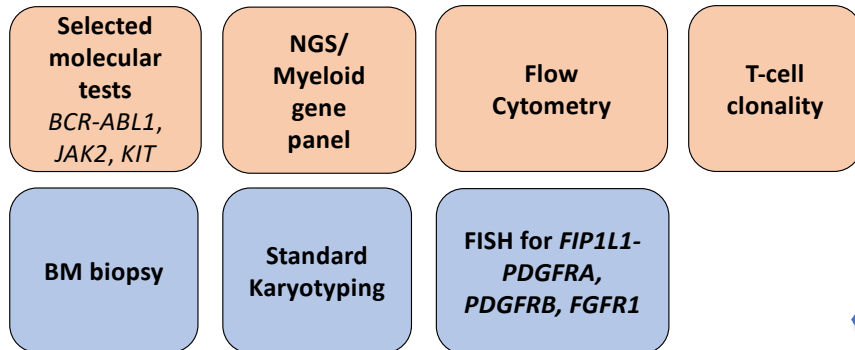 Selected
molecular
tests
BCR-ABL1,
JAK2, KIT
NGS/
Myeloid
gene
panel
Flow
Cytometry
T-cell
clonality
BM biopsy
Standard
Karyotyping
FISH for FIP1L1-
PDGFRA,
PDGFRB, FGFR1